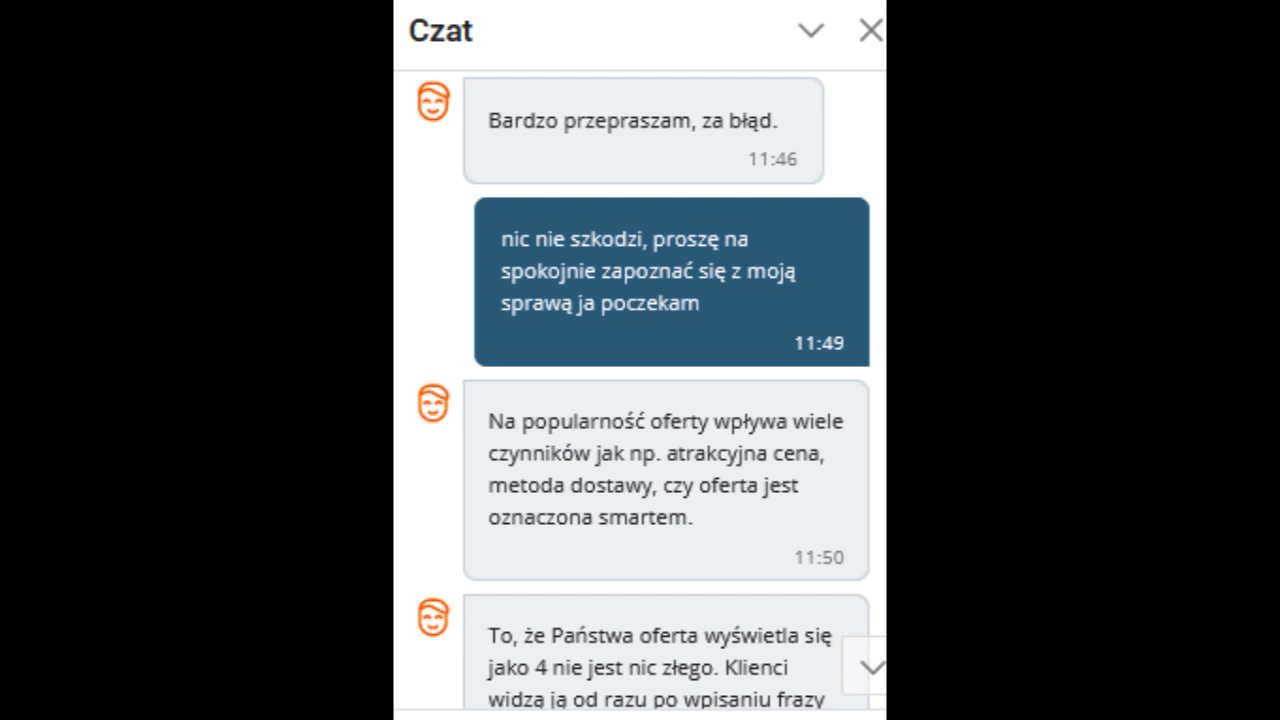 Czat
Bardzo przepraszam, za błąd.
11:46
nic nie szkodzi, proszę na
spokojnie zapoznać się z moją
sprawą ja poczekam
11:49
Na popularność oferty wpływa wiele
czynników jak np. atrakcyjna cena,
metoda dostawy, czy oferta jest
oznaczona smartem.
11:50
To, że Państwa oferta wyświetla się
jako 4 nie jest nic złego. Klienci
widzą ją od razu po wpisaniu frazy